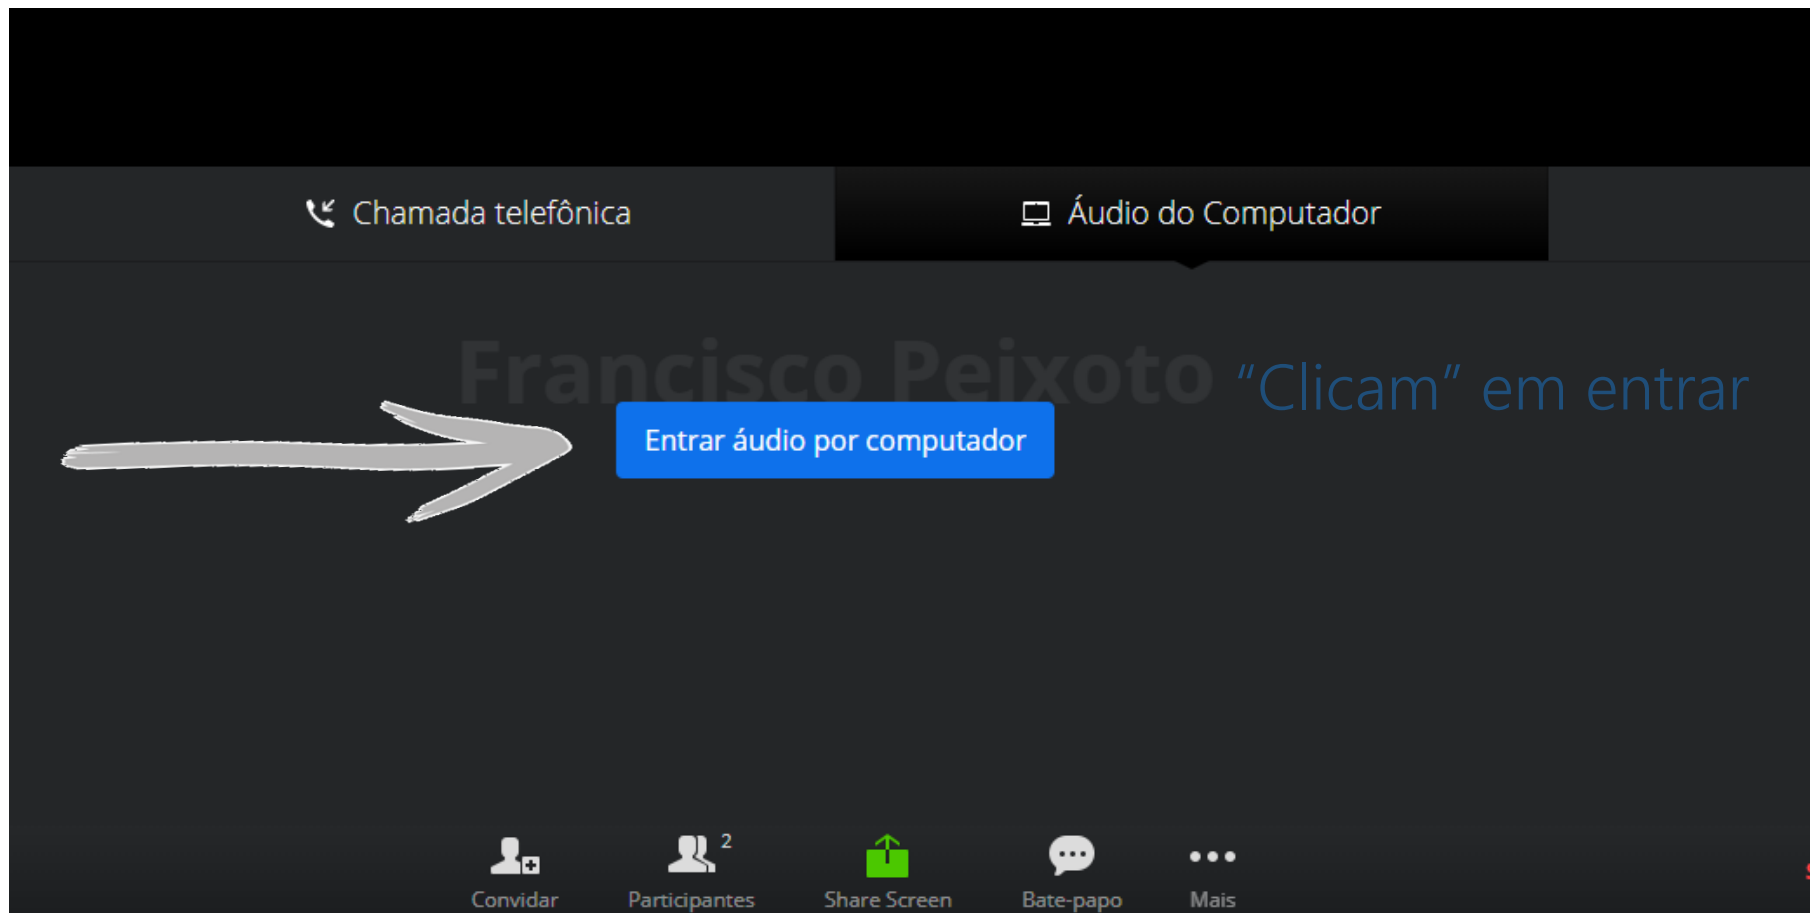 Chamada telefônica
Áudio do Computador
Francisco Peixoto
“Clicam” em entrar
Entrar áudio por computador
2
Convidar
Participantes
Share Screen
Bate-papo
Mais